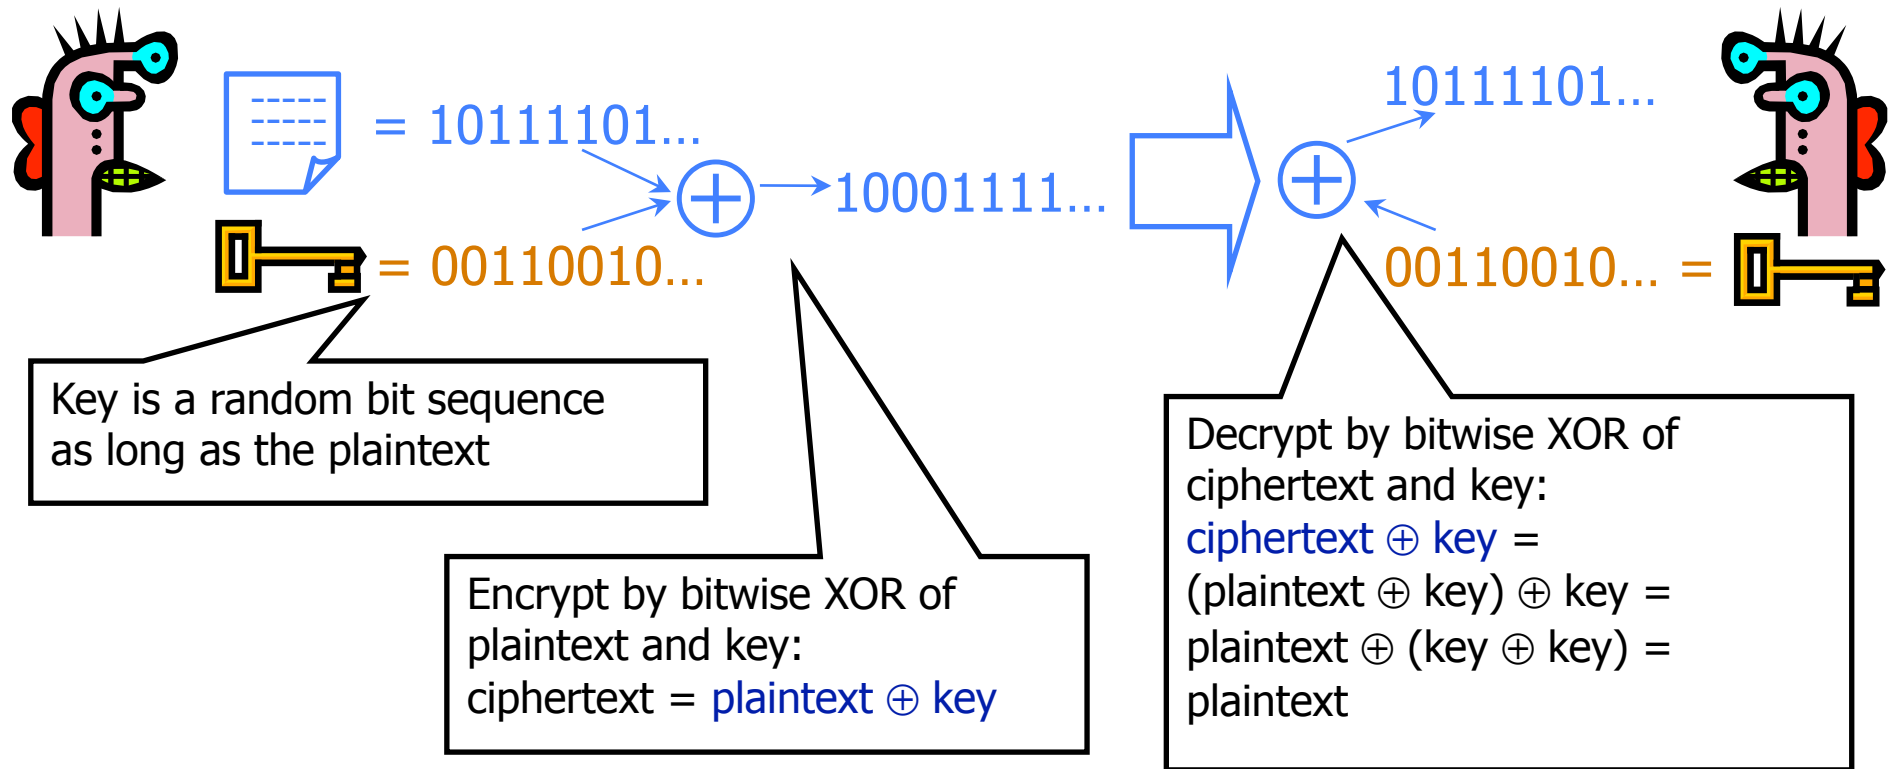 = 10111101…
= 00110010…
10001111…
10111101…
00110010… =
Key is a random bit sequence
as long as the plaintext
Encrypt by bitwise XOR of
plaintext and key:
ciphertext = plaintext ⊕ key
Decrypt by bitwise XOR of
ciphertext and key:
ciphertext ⊕ key =
(plaintext ⊕ key) ⊕ key =
plaintext ⊕ (key ⊕ key) =
plaintext